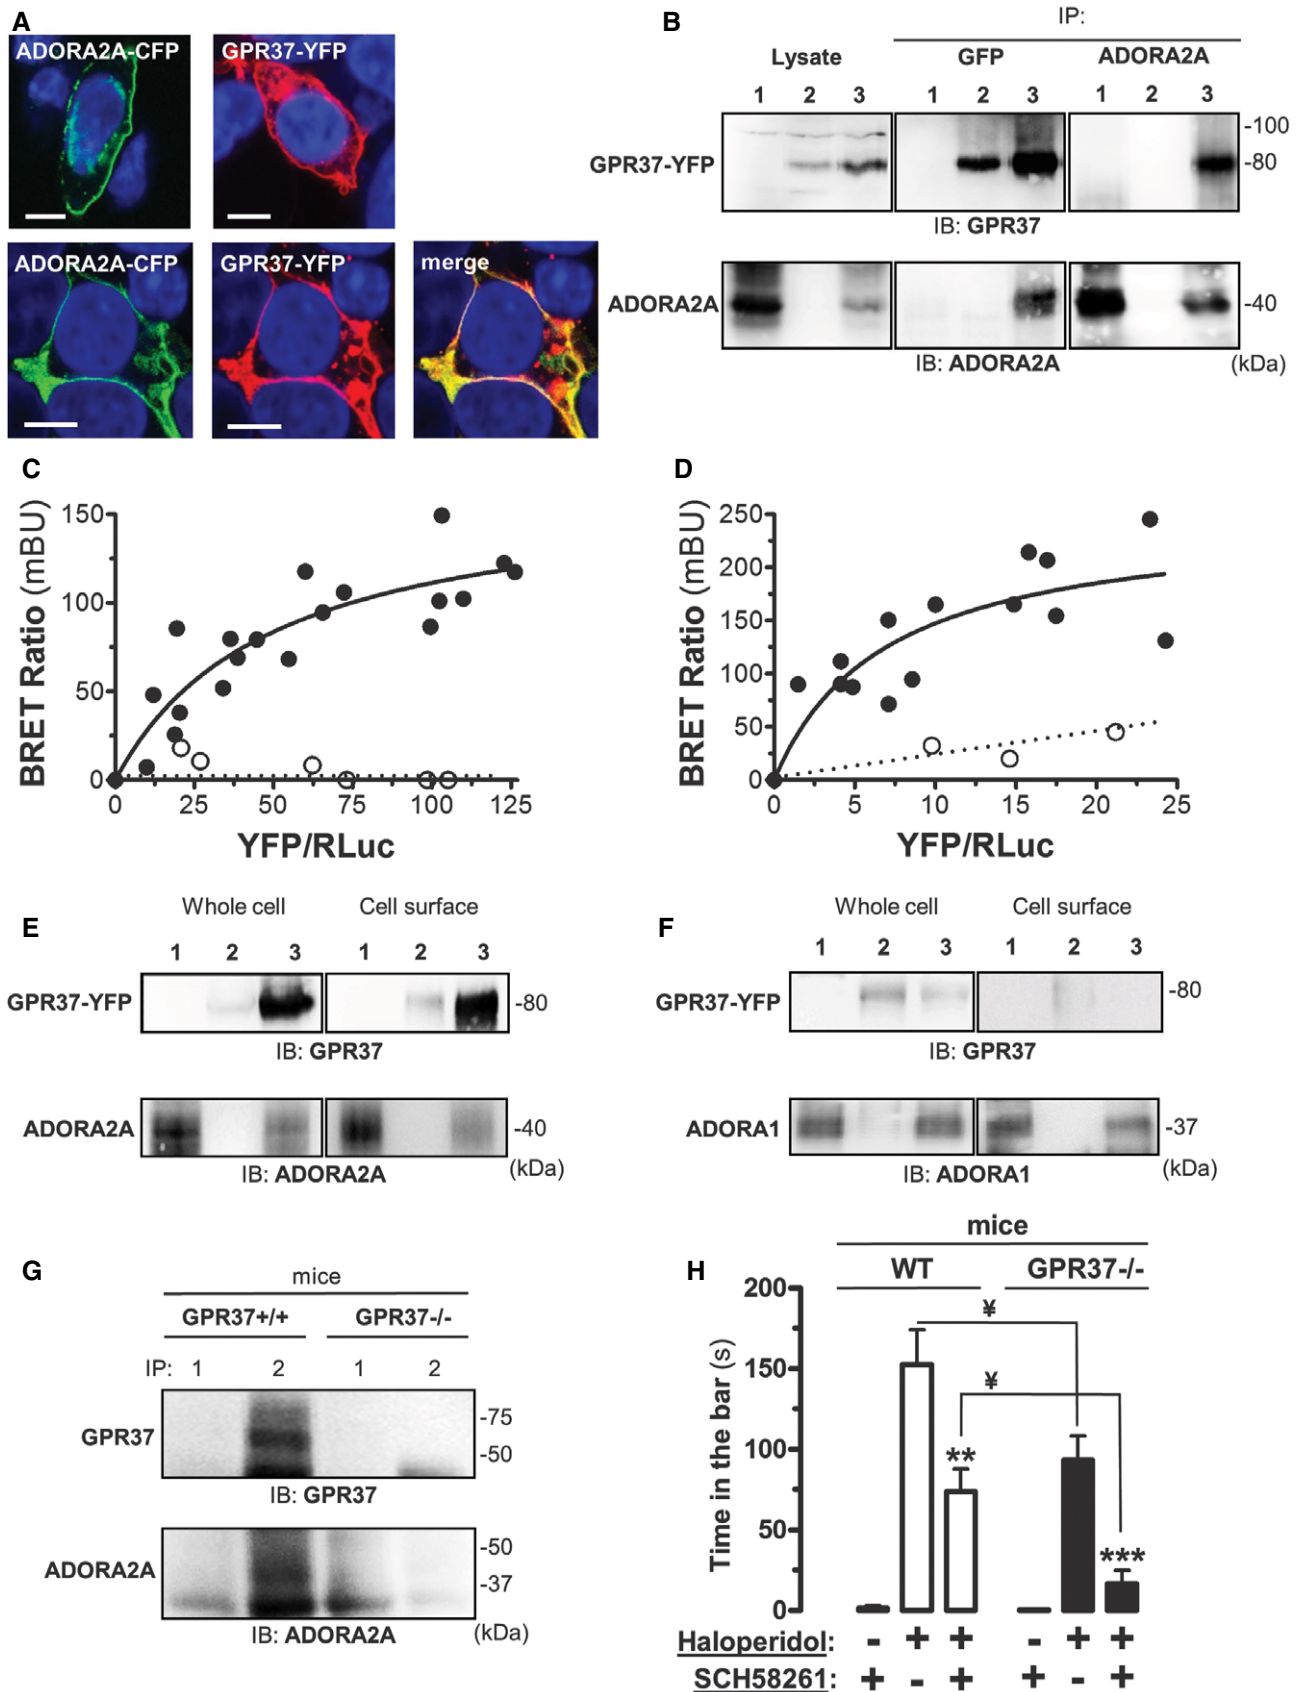 A
ADORA2A-CFP
GPR37-YFP
ADORA2A-CFP
GPR37-YFP
merge
B
IP:
Lysate GFP ADORA2A
1 2 3 1 2 3 1 2 3
GPR37-YFP
-100
-80
IB: GPR37
ADORA2A
-40
IB: ADORA2A
(kDa)
C
BRET Ratio (mBU)
150
100
50
0
0 25 50 75 100 125
YFP/RLuc
D
BRET Ratio (mBU)
250
200
150
100
50
0
0 5 10 15 20 25
YFP/RLuc
E
Whole cell Cell surface
1 2 3 1 2 3
GPR37-YFP
-80
IB: GPR37
ADORA2A
-40
IB: ADORA2A
(kDa)
F
Whole cell Cell surface
1 2 3 1 2 3
GPR37-YFP
-80
IB: GPR37
ADORA1
-37
IB: ADORA1
(kDa)
G
mice
GPR37+/+ GPR37-/-
IP: 1 2 1 2
GPR37
-75
-50
IB: GPR37
ADORA2A
-50
-37
IB: ADORA2A
(kDa)
H
mice
WT GPR37-/-
Time in the bar (s)
200
150
100
50
0
¥
¥
**
***
Haloperidol: - + + - + +
SCH58261: + - + + - +